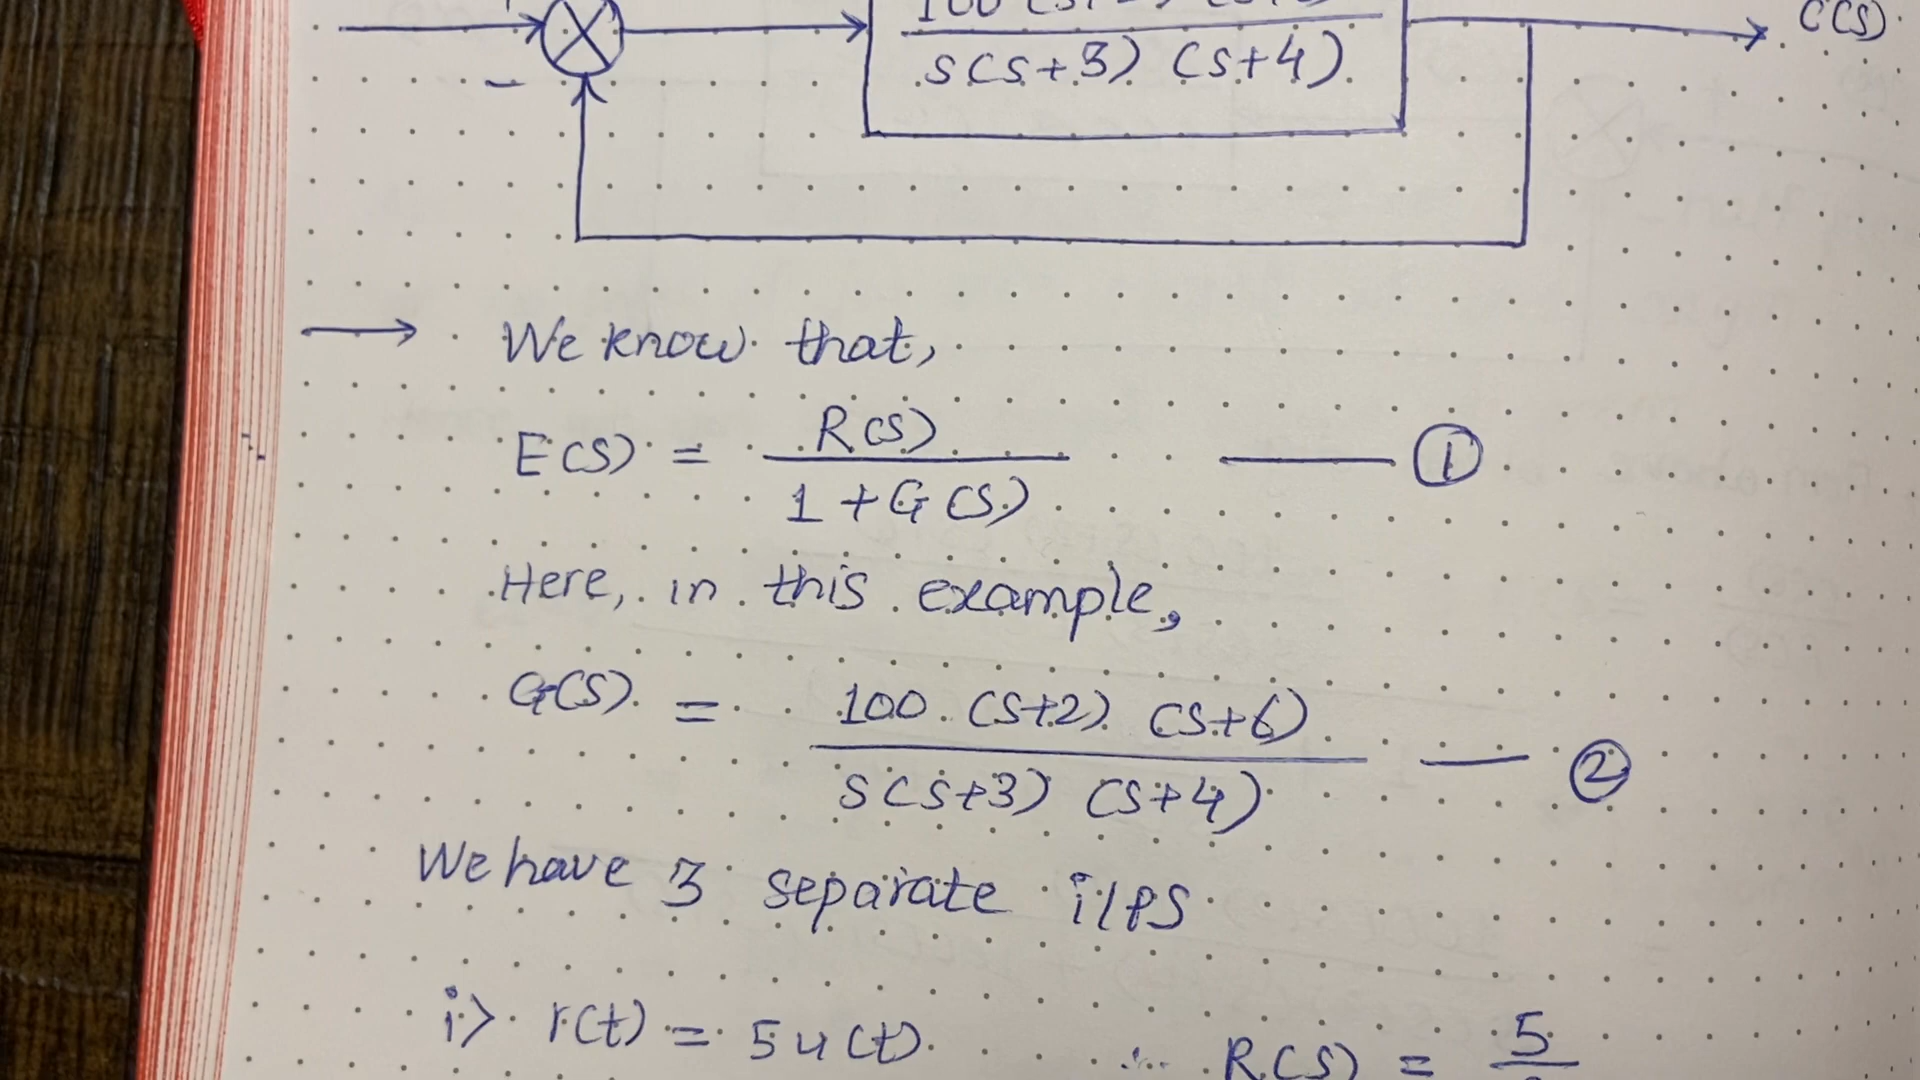 C(S)
S(S+3) (S+4)
−
→ We know that,
E(S) = R(S) / 1 + G(S) —— ①
Here, in this example,
G(S) = 100 (S+2) (S+6) / S(S+3) (S+4) — ②
We have 3 separate i/PS
i> r(t) = 5u(t) ∴ R(S) = 5